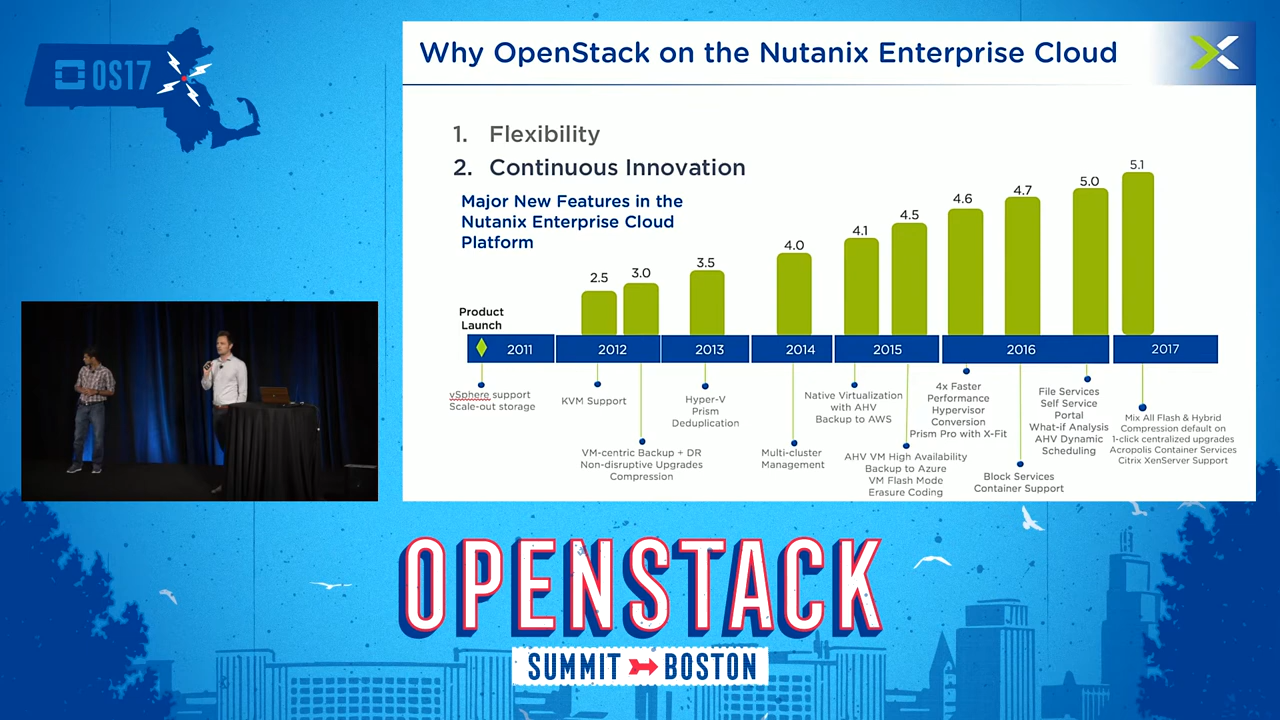 OS17
Why OpenStack on the Nutanix Enterprise Cloud
1. Flexibility
2. Continuous Innovation
Major New Features in the
Nutanix Enterprise Cloud
Platform
2.5
3.0
3.5
4.0
4.1
4.5
4.6
4.7
5.0
5.1
Product
Launch
2011
2012
2013
2014
2015
2016
2017
vSphere support
Scale-out storage
KVM Support
VM-centric Backup + DR
Non-disruptive Upgrades
Compression
Hyper-V
Prism
Deduplication
Multi-cluster
Management
Native Virtualization
with AHV
Backup to AWS
AHV VM High Availability
Backup to Azure
VM Flash Mode
Erasure Coding
4x Faster
Performance
Hypervisor
Conversion
Prism Pro with X-Fit
Block Services
Container Support
File Services
Self Service
Portal
What-if Analysis
AHV Dynamic
Scheduling
Mix All Flash & Hybrid
Compression default on
1-click centralized upgrades
Acropolis Container Services
Citrix XenServer Support
OPENSTACK
SUMMIT BOSTON